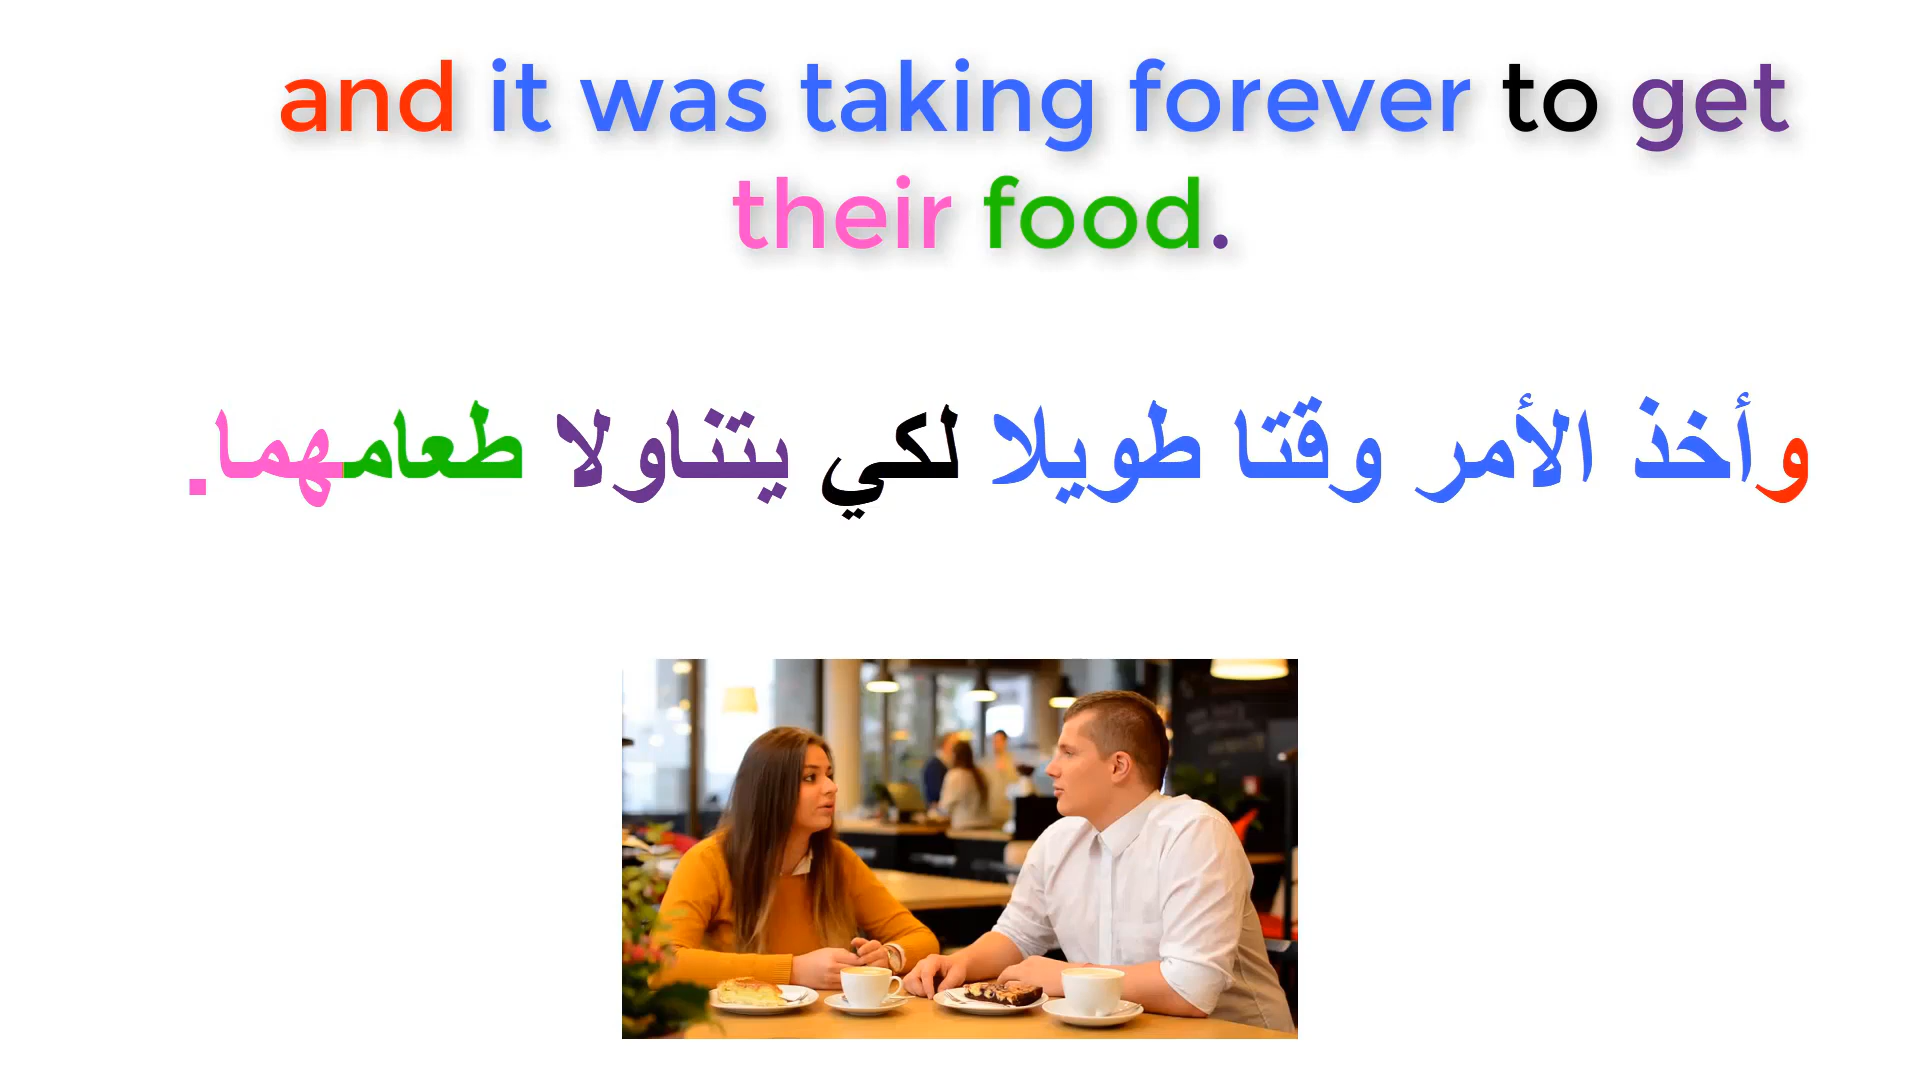 and it was taking forever to get
their food.
وأخذ الأمر وقتا طويلا لكي يتناولا طعامهما.